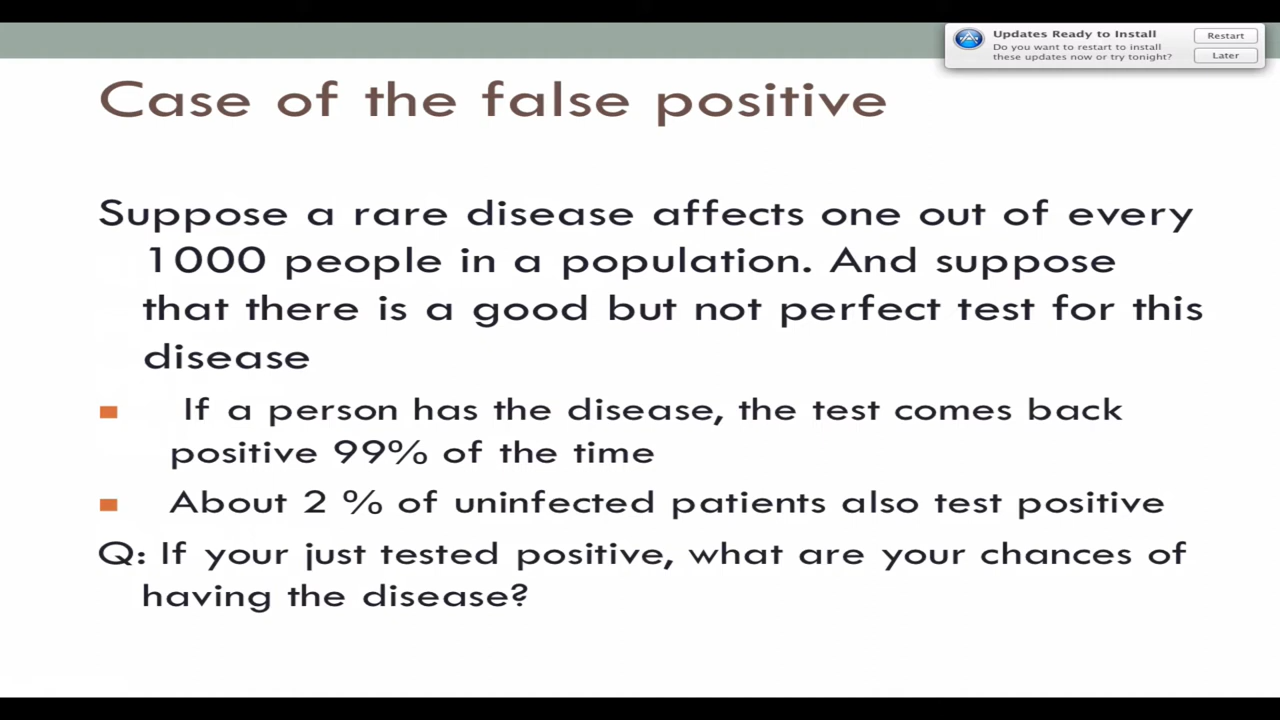 Updates Ready to Install
Restart
Do you want to restart to install
these updates now or try tonight?
Later
Case of the false positive
Suppose a rare disease affects one out of every
1000 people in a population. And suppose
that there is a good but not perfect test for this
disease
If a person has the disease, the test comes back
positive 99% of the time
About 2 % of uninfected patients also test positive
Q: If your just tested positive, what are your chances of
having the disease?